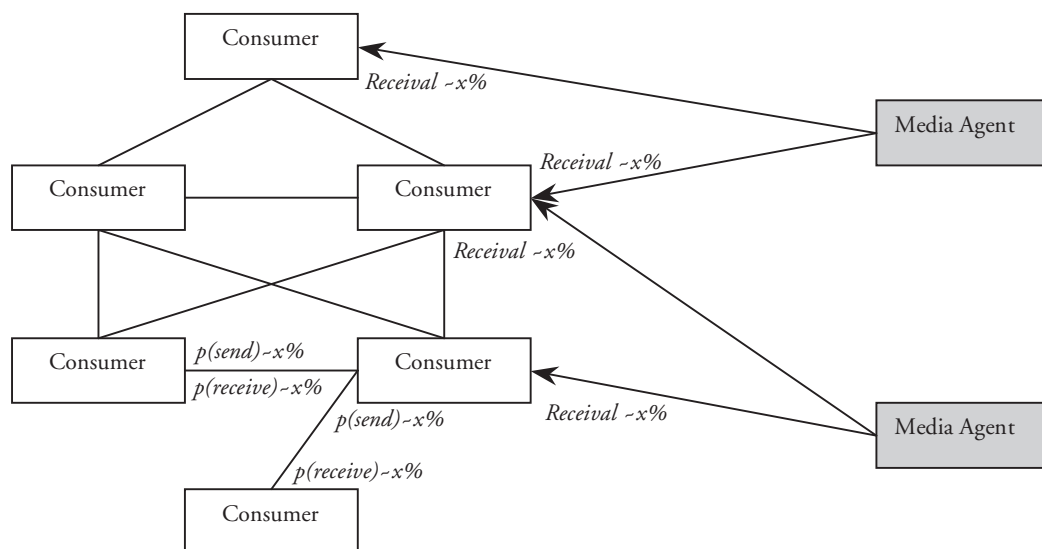 Consumer
Receival ~x%
Media Agent
Receival ~x%
Consumer
Consumer
Receival ~x%
Consumer
p(send)~x%
p(receive)~x%
Consumer
Receival ~x%
p(send)~x%
Media Agent
p(receive)~x%
Consumer